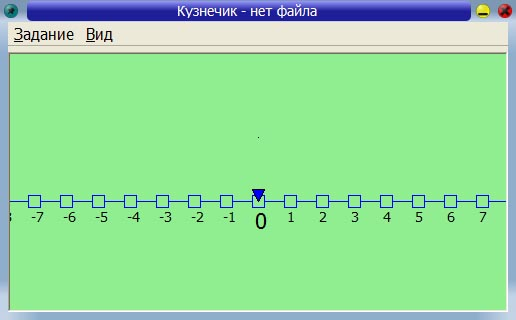 Кузнечик - нет файла
Задание Вид
-7 -6 -5 -4 -3 -2 -1 0 1 2 3 4 5 6 7